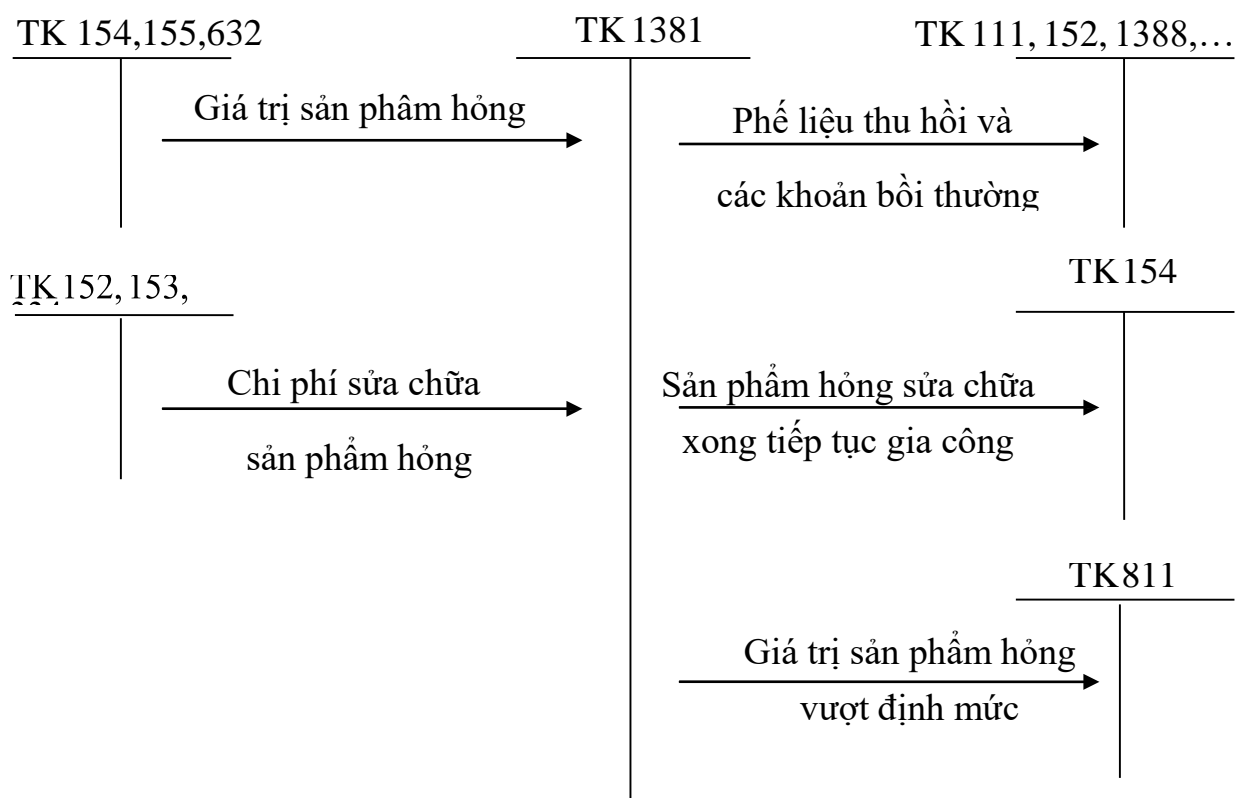 TK 154,155,632
TK 1381
TK 111, 152, 1388,…
Giá trị sản phâm hỏng
Phế liệu thu hồi và
các khoản bồi thường
TK 152, 153,
TK 154
Chi phí sửa chữa
sản phẩm hỏng
Sản phẩm hỏng sửa chữa
xong tiếp tục gia công
TK 811
Giá trị sản phẩm hỏng
vượt định mức